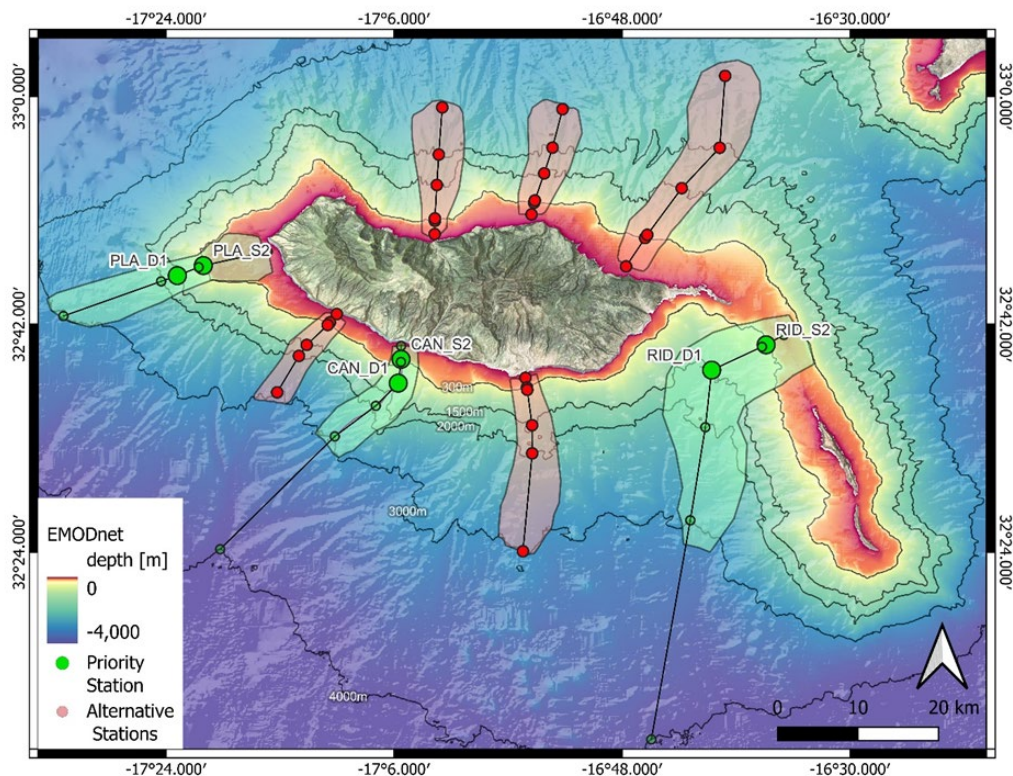 -17°24.000′ -17°6.000′ -16°48.000′ -16°30.000′
33°0.000′ 33°0.000′
PLA_D1 PLA_S2
32°42.000′ 32°42.000′
CAN_S2 RID_S2
CAN_D1 RID_D1
300m
1500m
2000m
3000m
EMODnet
depth [m]
0
-4,000
Priority
Station
Alternative
Stations
32°24.000′ 32°24.000′
4000m
0 10 20 km
-17°24.000′ -17°6.000′ -16°48.000′ -16°30.000′